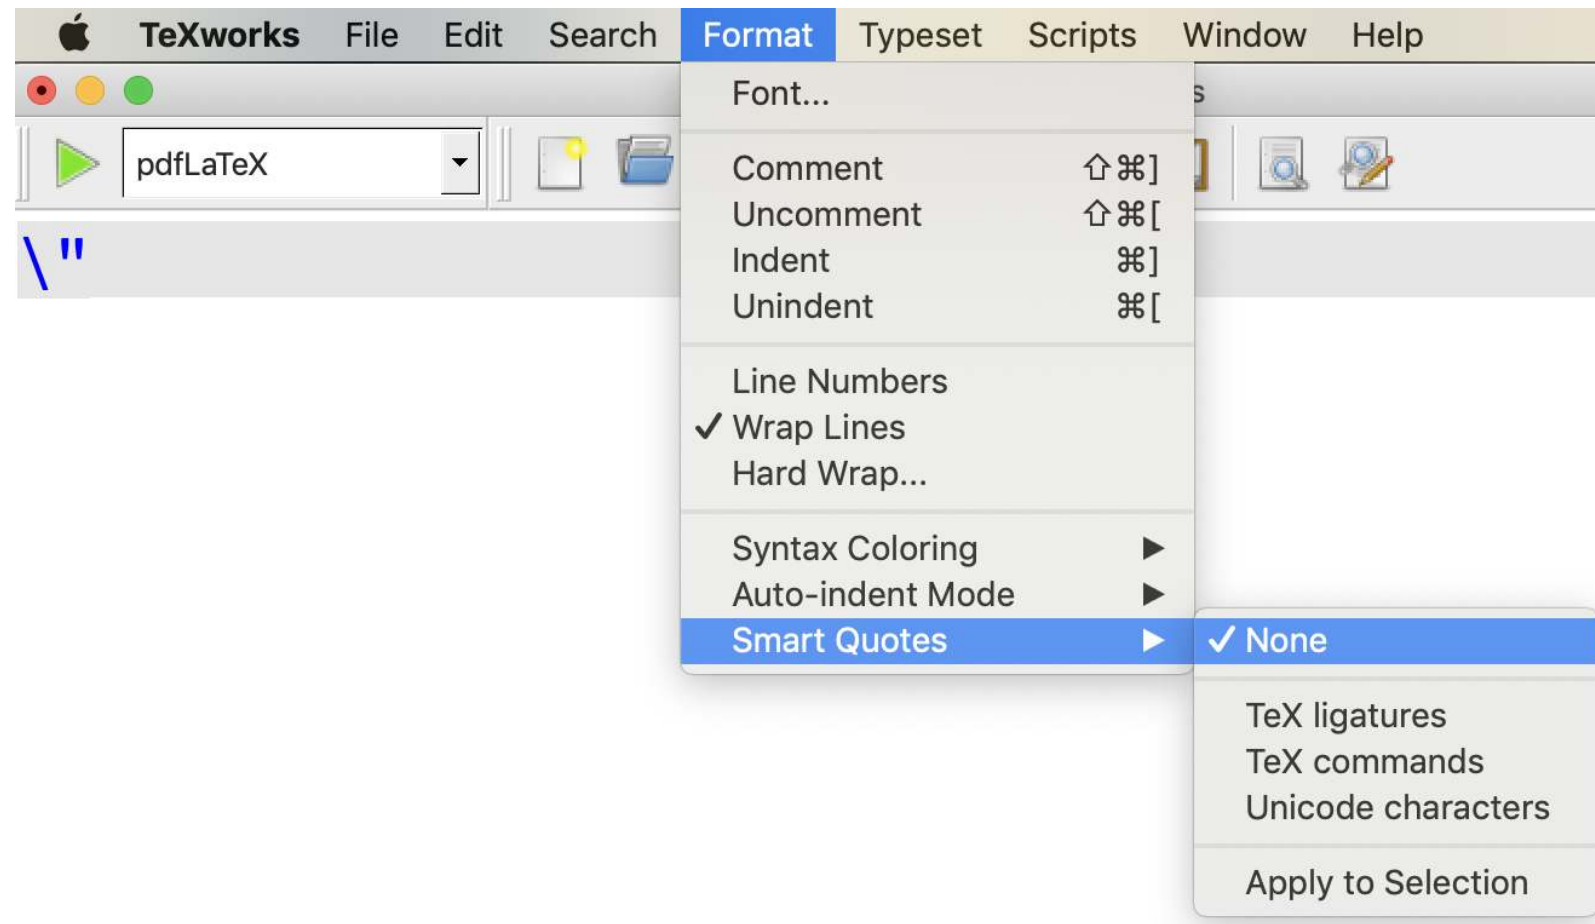 TeXworks File Edit Search Format Typeset Scripts Window Help
s
pdfLaTeX
\"
Font...
Comment ⇧⌘]
Uncomment ⇧⌘[
Indent ⌘]
Unindent ⌘[
Line Numbers
✓ Wrap Lines
Hard Wrap...
Syntax Coloring ▶
Auto-indent Mode ▶
Smart Quotes ▶
✓ None
TeX ligatures
TeX commands
Unicode characters
Apply to Selection